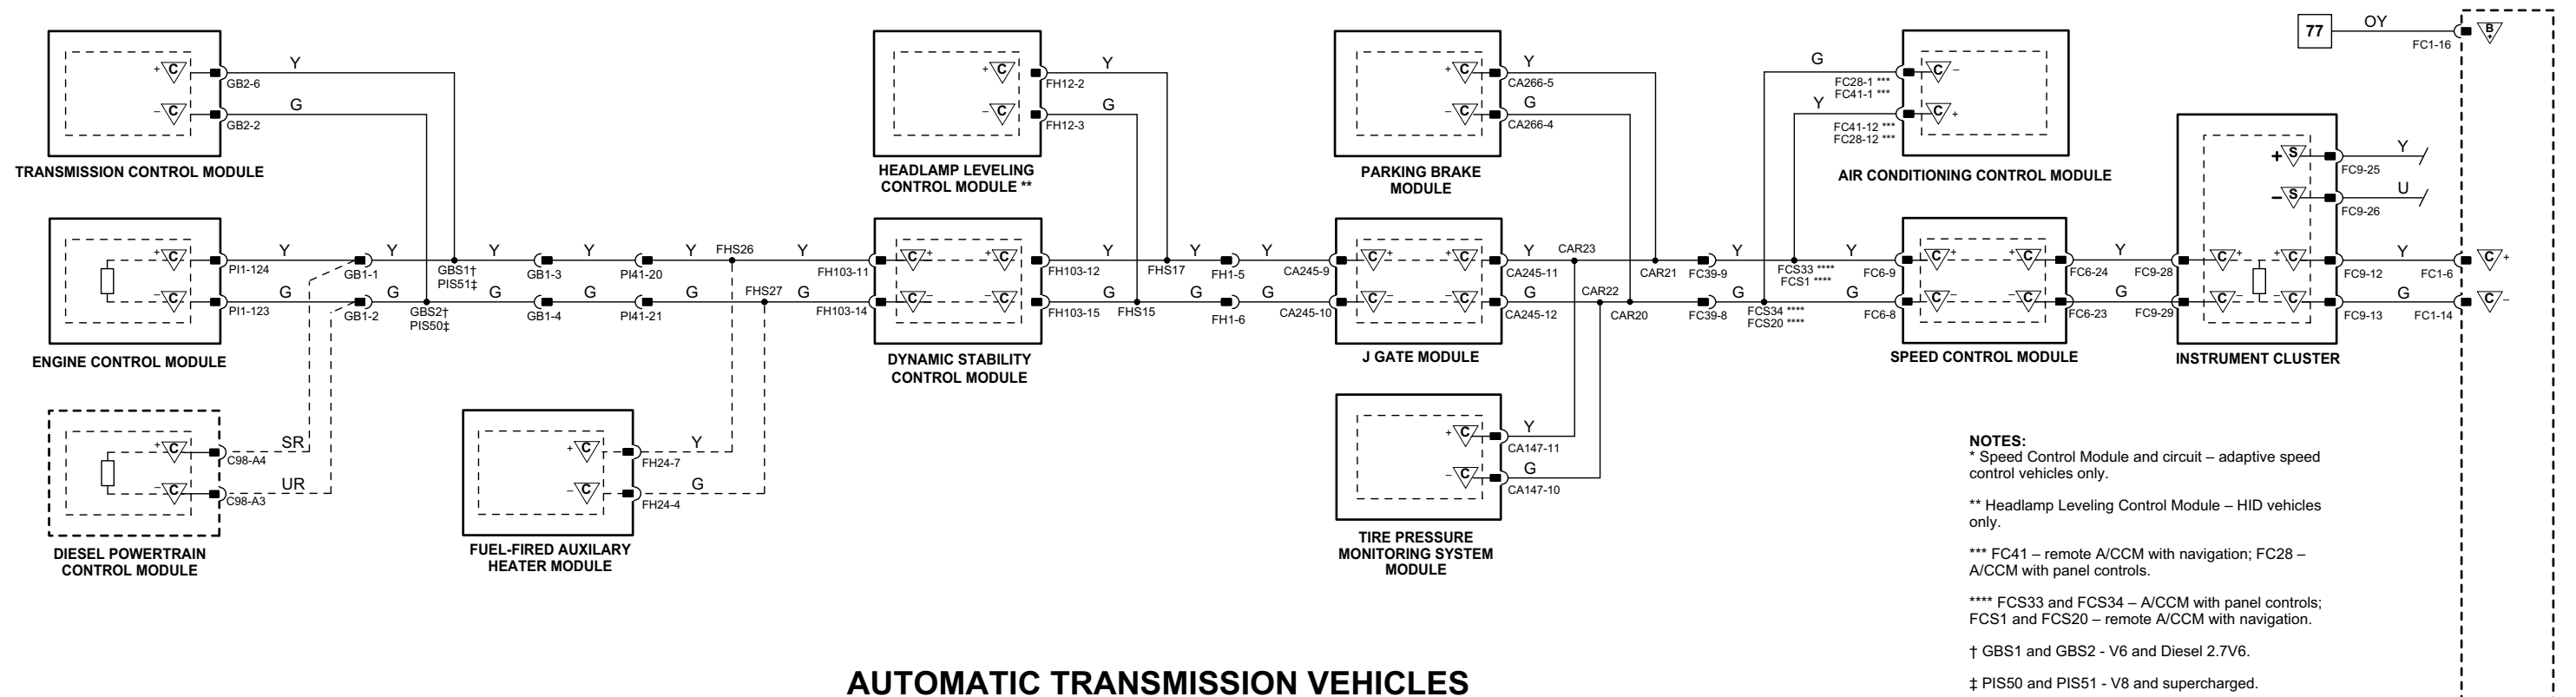 77
OY
FC1-16
B
+
+ C
Y
GB2-6
– C
G
GB2-2
TRANSMISSION CONTROL MODULE
+ C
Y
FH12-2
– C
G
FH12-3
HEADLAMP LEVELING
CONTROL MODULE **
+ C
Y
CA266-5
– C
G
CA266-4
PARKING BRAKE
MODULE
G
FC28-1 ***
FC41-1 ***
C –
Y
FC41-12 ***
FC28-12 ***
C +
AIR CONDITIONING CONTROL MODULE
+ S
Y
FC9-25
– S
U
FC9-26
+ C
PI1-124
Y
GB1-1
Y
GBS1†
PIS51‡
Y
GB1-3
Y
PI41-20
Y
FHS26
Y
FH103-11
C +
+ C
FH103-12
Y
FHS17
Y
FH1-5
Y
CA245-9
C +
+ C
CA245-11
Y
CAR23
CAR21
FC39-9
Y
FCS33 ****
FCS1 ****
Y
FC6-9
C +
+ C
FC6-24
Y
FC9-28
C +
+ C
FC9-12
Y
FC1-6
C +
– C
PI1-123
G
GB1-2
G
GBS2†
PIS50‡
G
GB1-4
G
PI41-21
G
FHS27
G
FH103-14
C –
– C
FH103-15
G
FHS15
G
FH1-6
G
CA245-10
C –
– C
CA245-12
G
CAR22
CAR20
FC39-8
G
FCS34 ****
FCS20 ****
G
FC6-8
C –
– C
FC6-23
G
FC9-29
C –
– C
FC9-13
G
FC1-14
C –
ENGINE CONTROL MODULE
DYNAMIC STABILITY
CONTROL MODULE
J GATE MODULE
SPEED CONTROL MODULE
INSTRUMENT CLUSTER
+ C
SR
C98-A4
– C
UR
C98-A3
DIESEL POWERTRAIN
CONTROL MODULE
+ C
Y
FH24-7
– C
G
FH24-4
FUEL-FIRED AUXILARY
HEATER MODULE
+ C
Y
CA147-11
– C
G
CA147-10
TIRE PRESSURE
MONITORING SYSTEM
MODULE
NOTES:
* Speed Control Module and circuit – adaptive speed
control vehicles only.
** Headlamp Leveling Control Module – HID vehicles
only.
*** FC41 – remote A/CCM with navigation; FC28 –
A/CCM with panel controls.
**** FCS33 and FCS34 – A/CCM with panel controls;
FCS1 and FCS20 – remote A/CCM with navigation.
† GBS1 and GBS2 - V6 and Diesel 2.7V6.
‡ PIS50 and PIS51 - V8 and supercharged.
AUTOMATIC TRANSMISSION VEHICLES